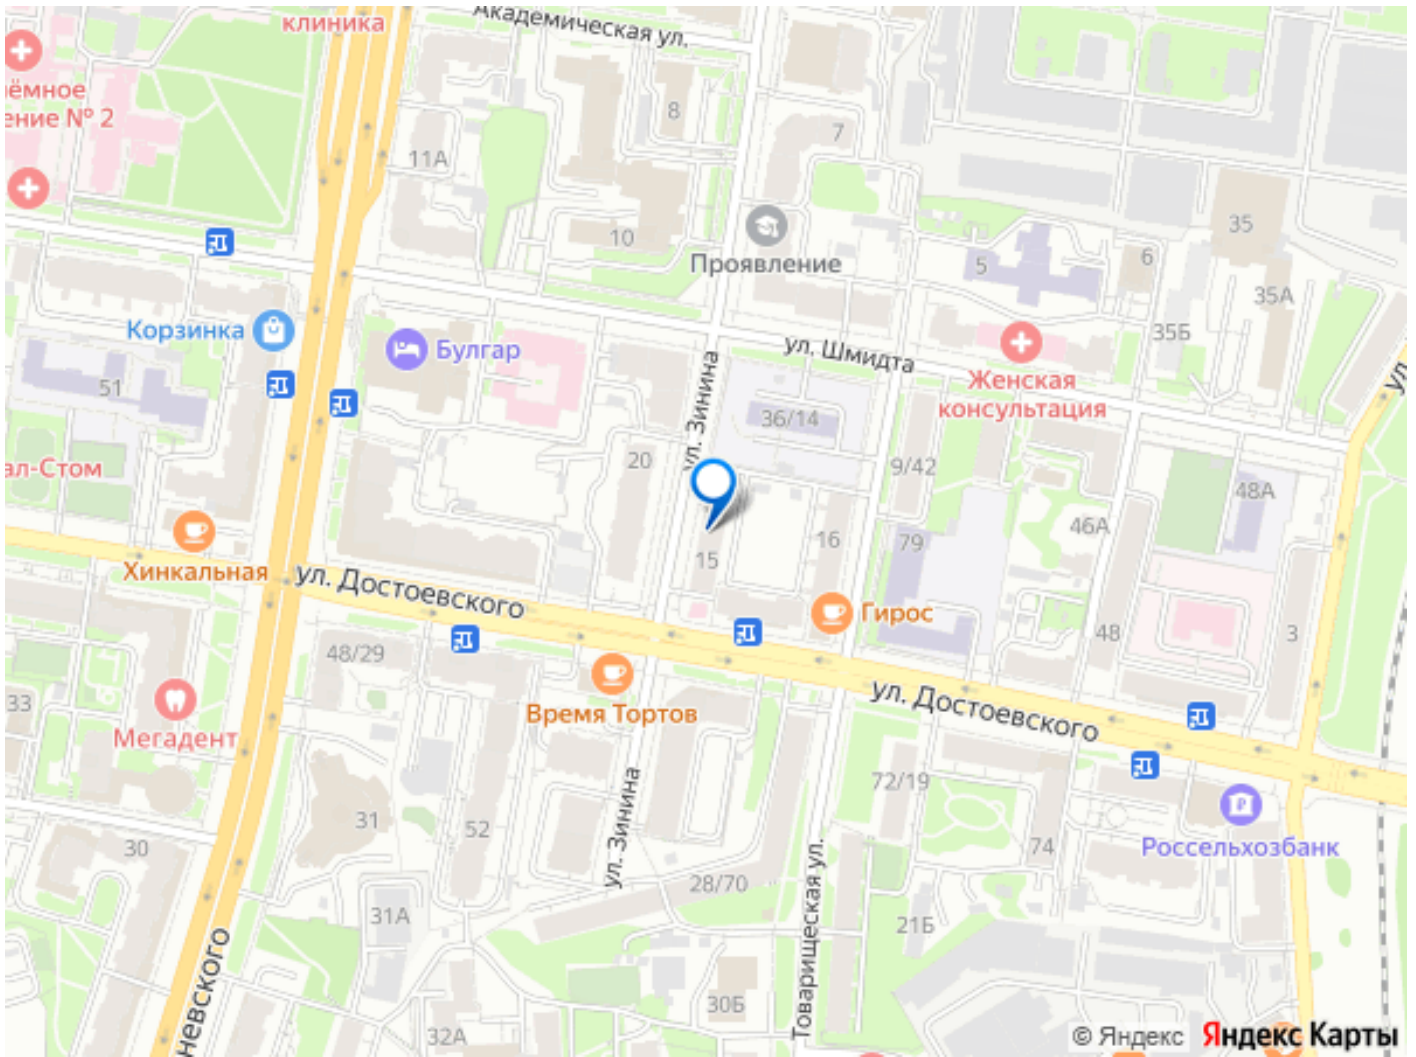 клиника
Академическая ул.
ёмное
ение № 2
8
7
11А
10
35
Проявление
5
6
35А
Корзинка
35Б
ул. Шмидта
Булгар
Женская
консультация
ул
51
ул. Зинина
36/14
20
9/42
ал-Стом
48А
46А
16
79
15
Хинкальная
ул. Достоевского
Гирос
48
3
48/29
33
Время Тортов
ул. Достоевского
Мегадент
72/19
ул. Зинина
31
52
74
Россельхозбанк
30
28/70
Товарищеская ул.
31А
21Б
невского
30Б
32А
© Яндекс Яндекс Карты